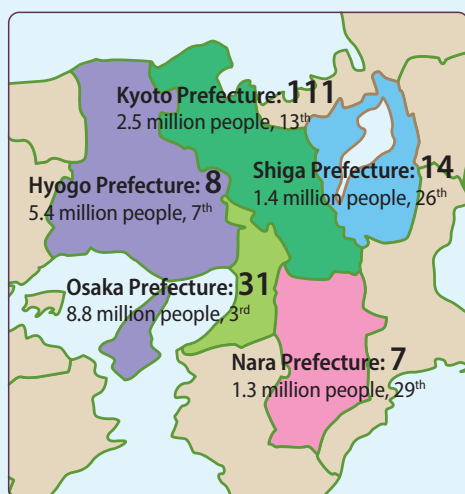 Kyoto Prefecture: 111
2.5 million people, 13th
Shiga Prefecture: 14
1.4 million people, 26th
Hyogo Prefecture: 8
5.4 million people, 7th
Osaka Prefecture: 31
8.8 million people, 3rd
Nara Prefecture: 7
1.3 million people, 29th